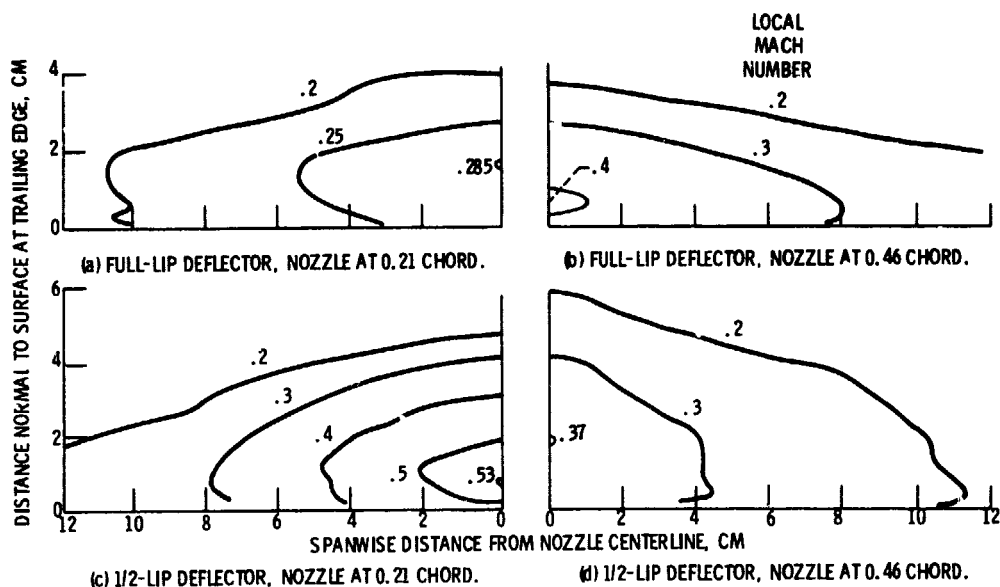 LOCAL
MACH
NUMBER
DISTANCE NORMAL TO SURFACE AT TRAILING EDGE, CM
4
2
0
.2
.25
.285
(a) FULL-LIP DEFLECTOR, NOZZLE AT 0.21 CHORD.
.2
.3
.4
(b) FULL-LIP DEFLECTOR, NOZZLE AT 0.46 CHORD.
6
4
2
0
.2
.3
.4
.5
.53
12 10 8 6 4 2 0
.2
.3
.37
0 2 4 6 8 10 12
SPANWISE DISTANCE FROM NOZZLE CENTERLINE, CM
(c) 1/2-LIP DEFLECTOR, NOZZLE AT 0.21 CHORD.
(d) 1/2-LIP DEFLECTOR, NOZZLE AT 0.46 CHORD.